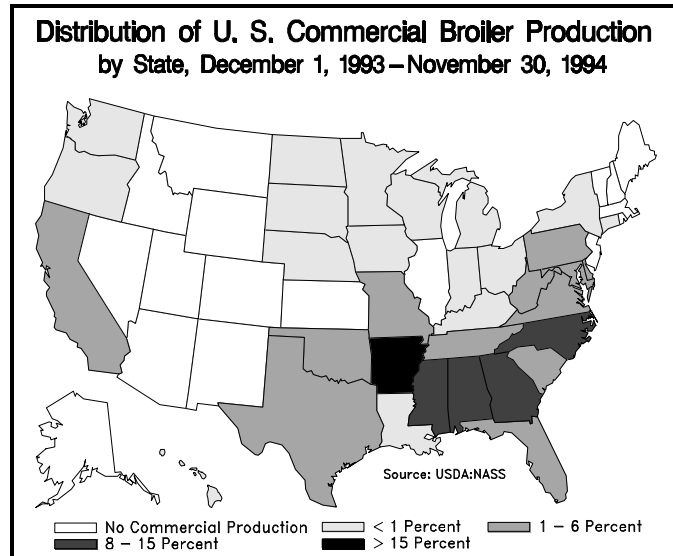 Distribution of U. S. Commercial Broiler Production
by State, December 1, 1993–November 30, 1994
Source: USDA:NASS
No Commercial Production < 1 Percent 1 – 6 Percent
8 – 15 Percent > 15 Percent